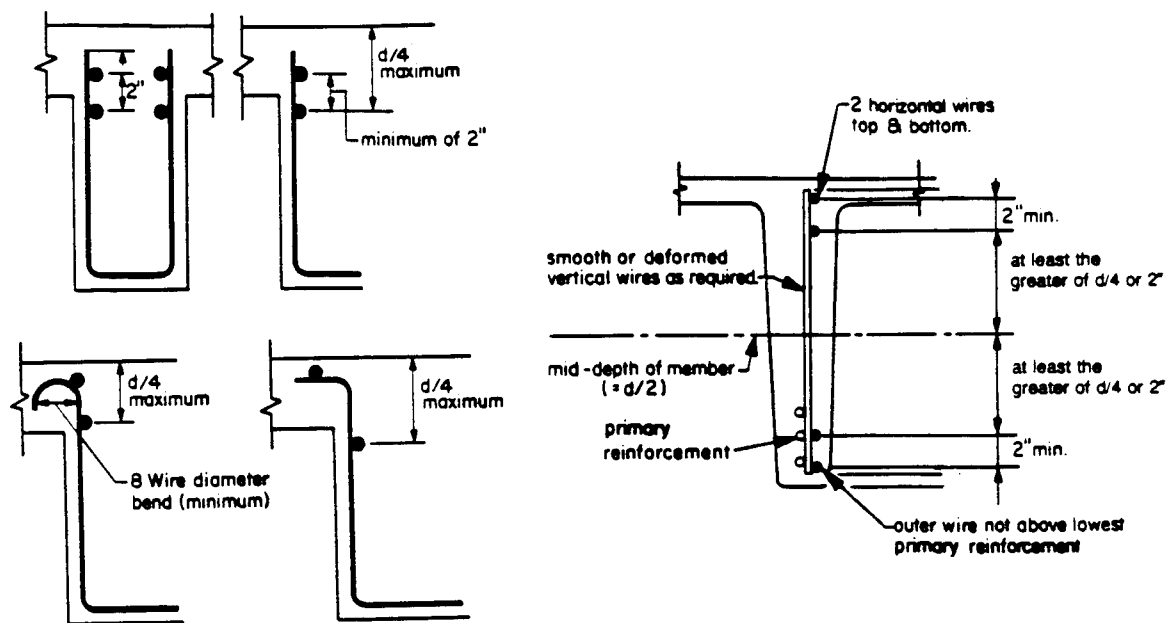 2"
d/4
maximum
minimum of 2"
d/4
maximum
8 Wire diameter
bend (minimum)
d/4
maximum
2 horizontal wires
top & bottom.
2" min.
smooth or deformed
vertical wires as required.
at least the
greater of d/4 or 2"
mid-depth of member
(=d/2)
at least the
greater of d/4 or 2"
primary
reinforcement
2" min.
outer wire not above lowest
primary reinforcement